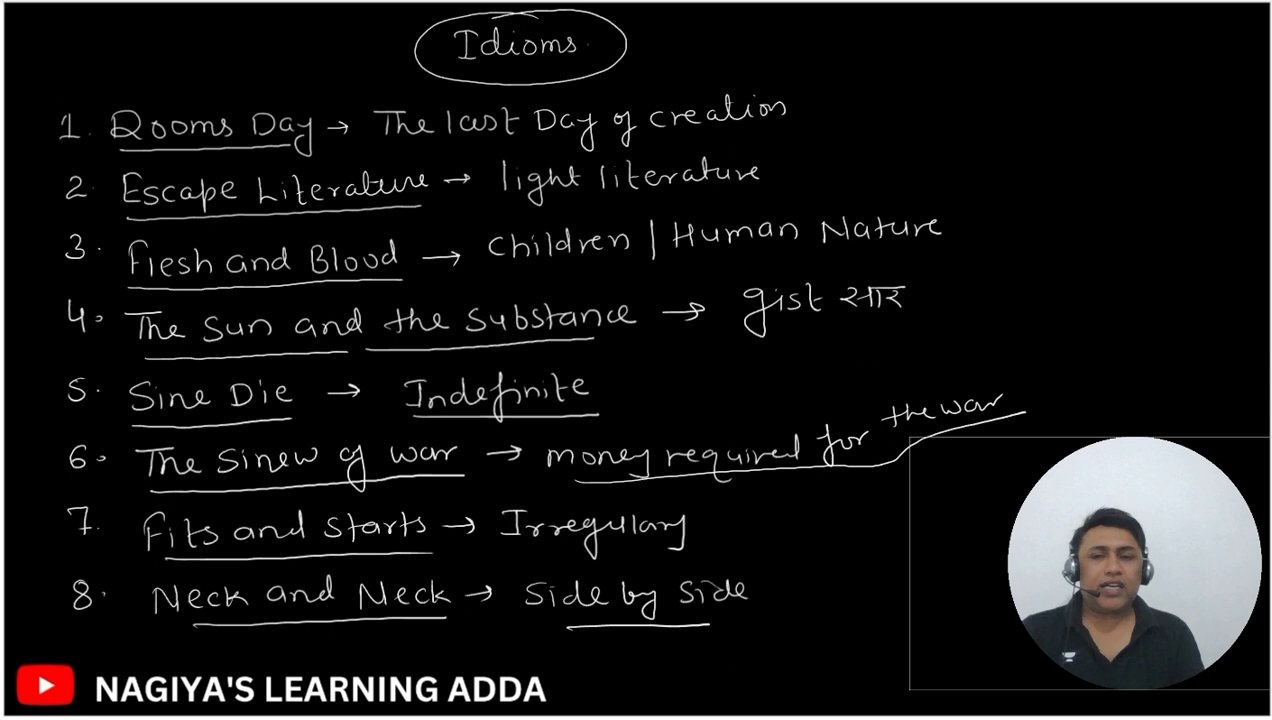 Idioms
1. Dooms Day → The last Day of creation
2. Escape Literature → light literature
3. Flesh and Blood → Children | Human Nature
4. The Sun and the Substance → gist सार
5. Sine Die → Indefinite
6. The Sinew of war → money required for the war
7. Fits and Starts → Irregulary
8. Neck and Neck → Side by Side
NAGIYA'S LEARNING ADDA